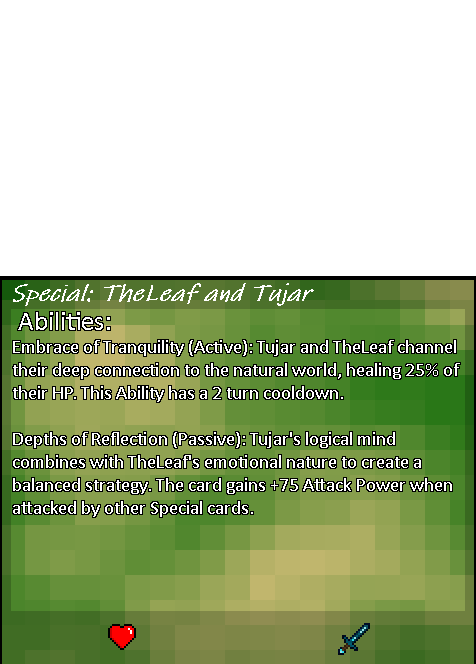 Special: TheLeaf and Tujar
Abilities:
Embrace of Tranquility (Active): Tujar and TheLeaf channel
their deep connection to the natural world, healing 25% of
their HP. This Ability has a 2 turn cooldown.
Depths of Reflection (Passive): Tujar's logical mind
combines with TheLeaf's emotional nature to create a
balanced strategy. The card gains +75 Attack Power when
attacked by other Special cards.